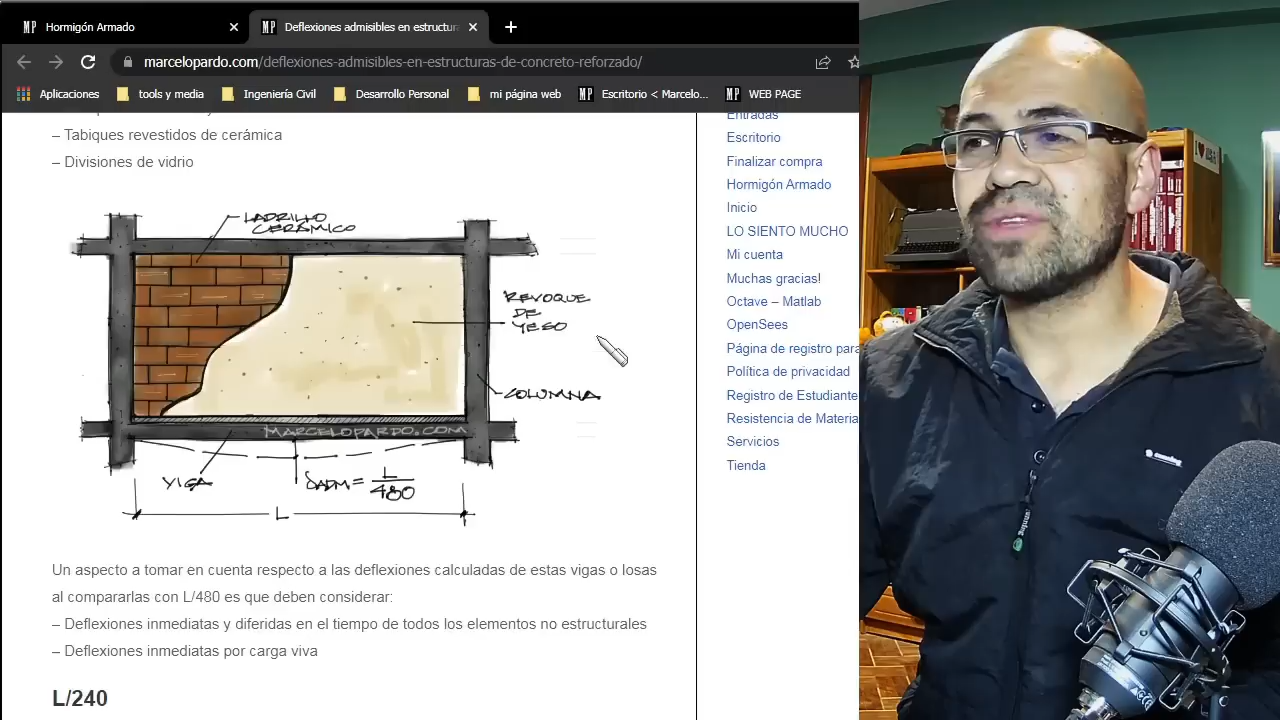 Hormigón Armado
Deflexiones admisibles en estructur
marcelopardo.com/deflexiones-admisibles-en-estructuras-de-concreto-reforzado/
Aplicaciones
tools y media
Ingeniería Civil
Desarrollo Personal
mi página web
MP Escritorio < Marcelo...
MP WEB PAGE
– Tabiques revestidos de cerámica
– Divisiones de vidrio
LADRILLO
CERÁMICO
REVOQUE
DE
YESO
COLUMNA
MARCELOPARDO.COM
VIGA
δADM = L/480
L
Un aspecto a tomar en cuenta respecto a las deflexiones calculadas de estas vigas o losas
al compararlas con L/480 es que deben considerar:
– Deflexiones inmediatas y diferidas en el tiempo de todos los elementos no estructurales
– Deflexiones inmediatas por carga viva
L/240
Entradas
Escritorio
Finalizar compra
Hormigón Armado
Inicio
LO SIENTO MUCHO
Mi cuenta
Muchas gracias!
Octave – Matlab
OpenSees
Página de registro para
Política de privacidad
Registro de Estudiante
Resistencia de Materia
Servicios
Tienda